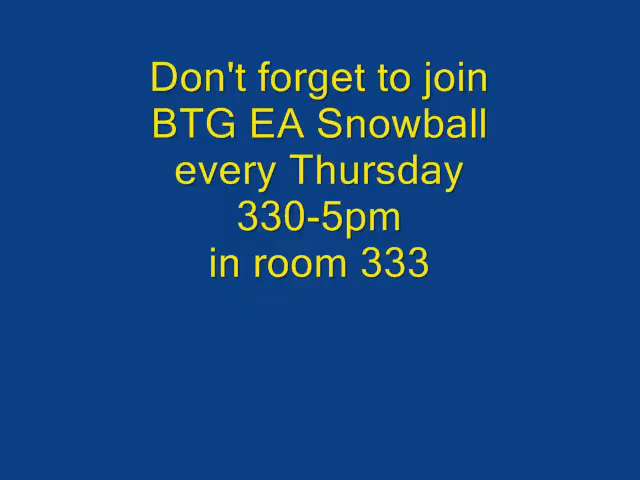 Don't forget to join
BTG EA Snowball
every Thursday
330-5pm
in room 333